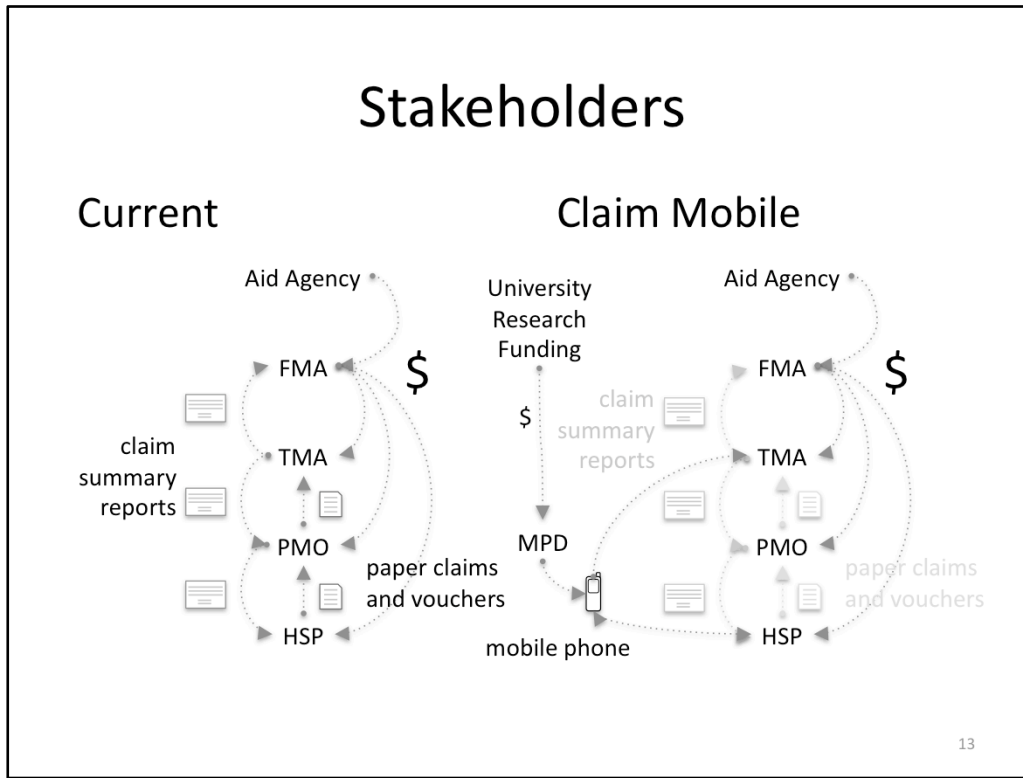 Stakeholders
Current
Aid Agency
FMA
$
claim
summary
reports
TMA
PMO
paper claims
and vouchers
HSP
Claim Mobile
University
Research
Funding
$
MPD
mobile phone
Aid Agency
FMA
$
claim
summary
reports
TMA
PMO
paper claims
and vouchers
HSP
13